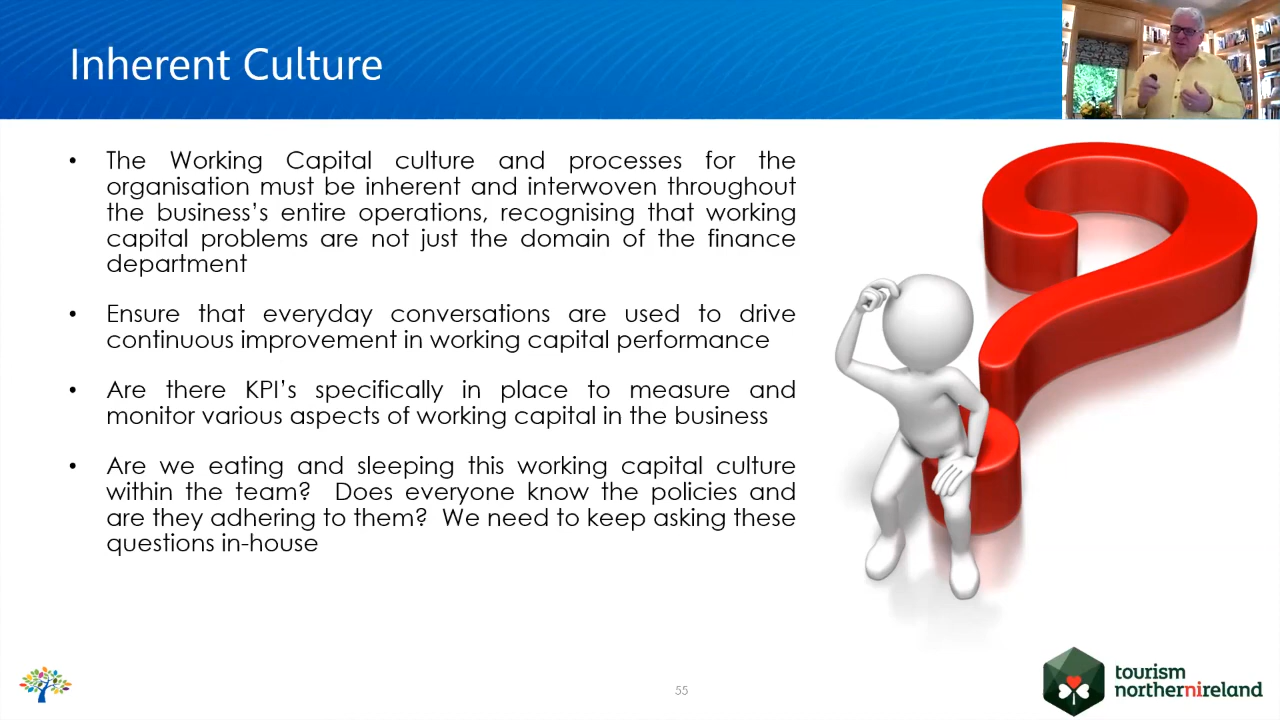 Inherent Culture
• The Working Capital culture and processes for the
organisation must be inherent and interwoven throughout
the business's entire operations, recognising that working
capital problems are not just the domain of the finance
department
• Ensure that everyday conversations are used to drive
continuous improvement in working capital performance
• Are there KPI's specifically in place to measure and
monitor various aspects of working capital in the business
• Are we eating and sleeping this working capital culture
within the team? Does everyone know the policies and
are they adhering to them? We need to keep asking these
questions in-house
55
tourism
northernireland